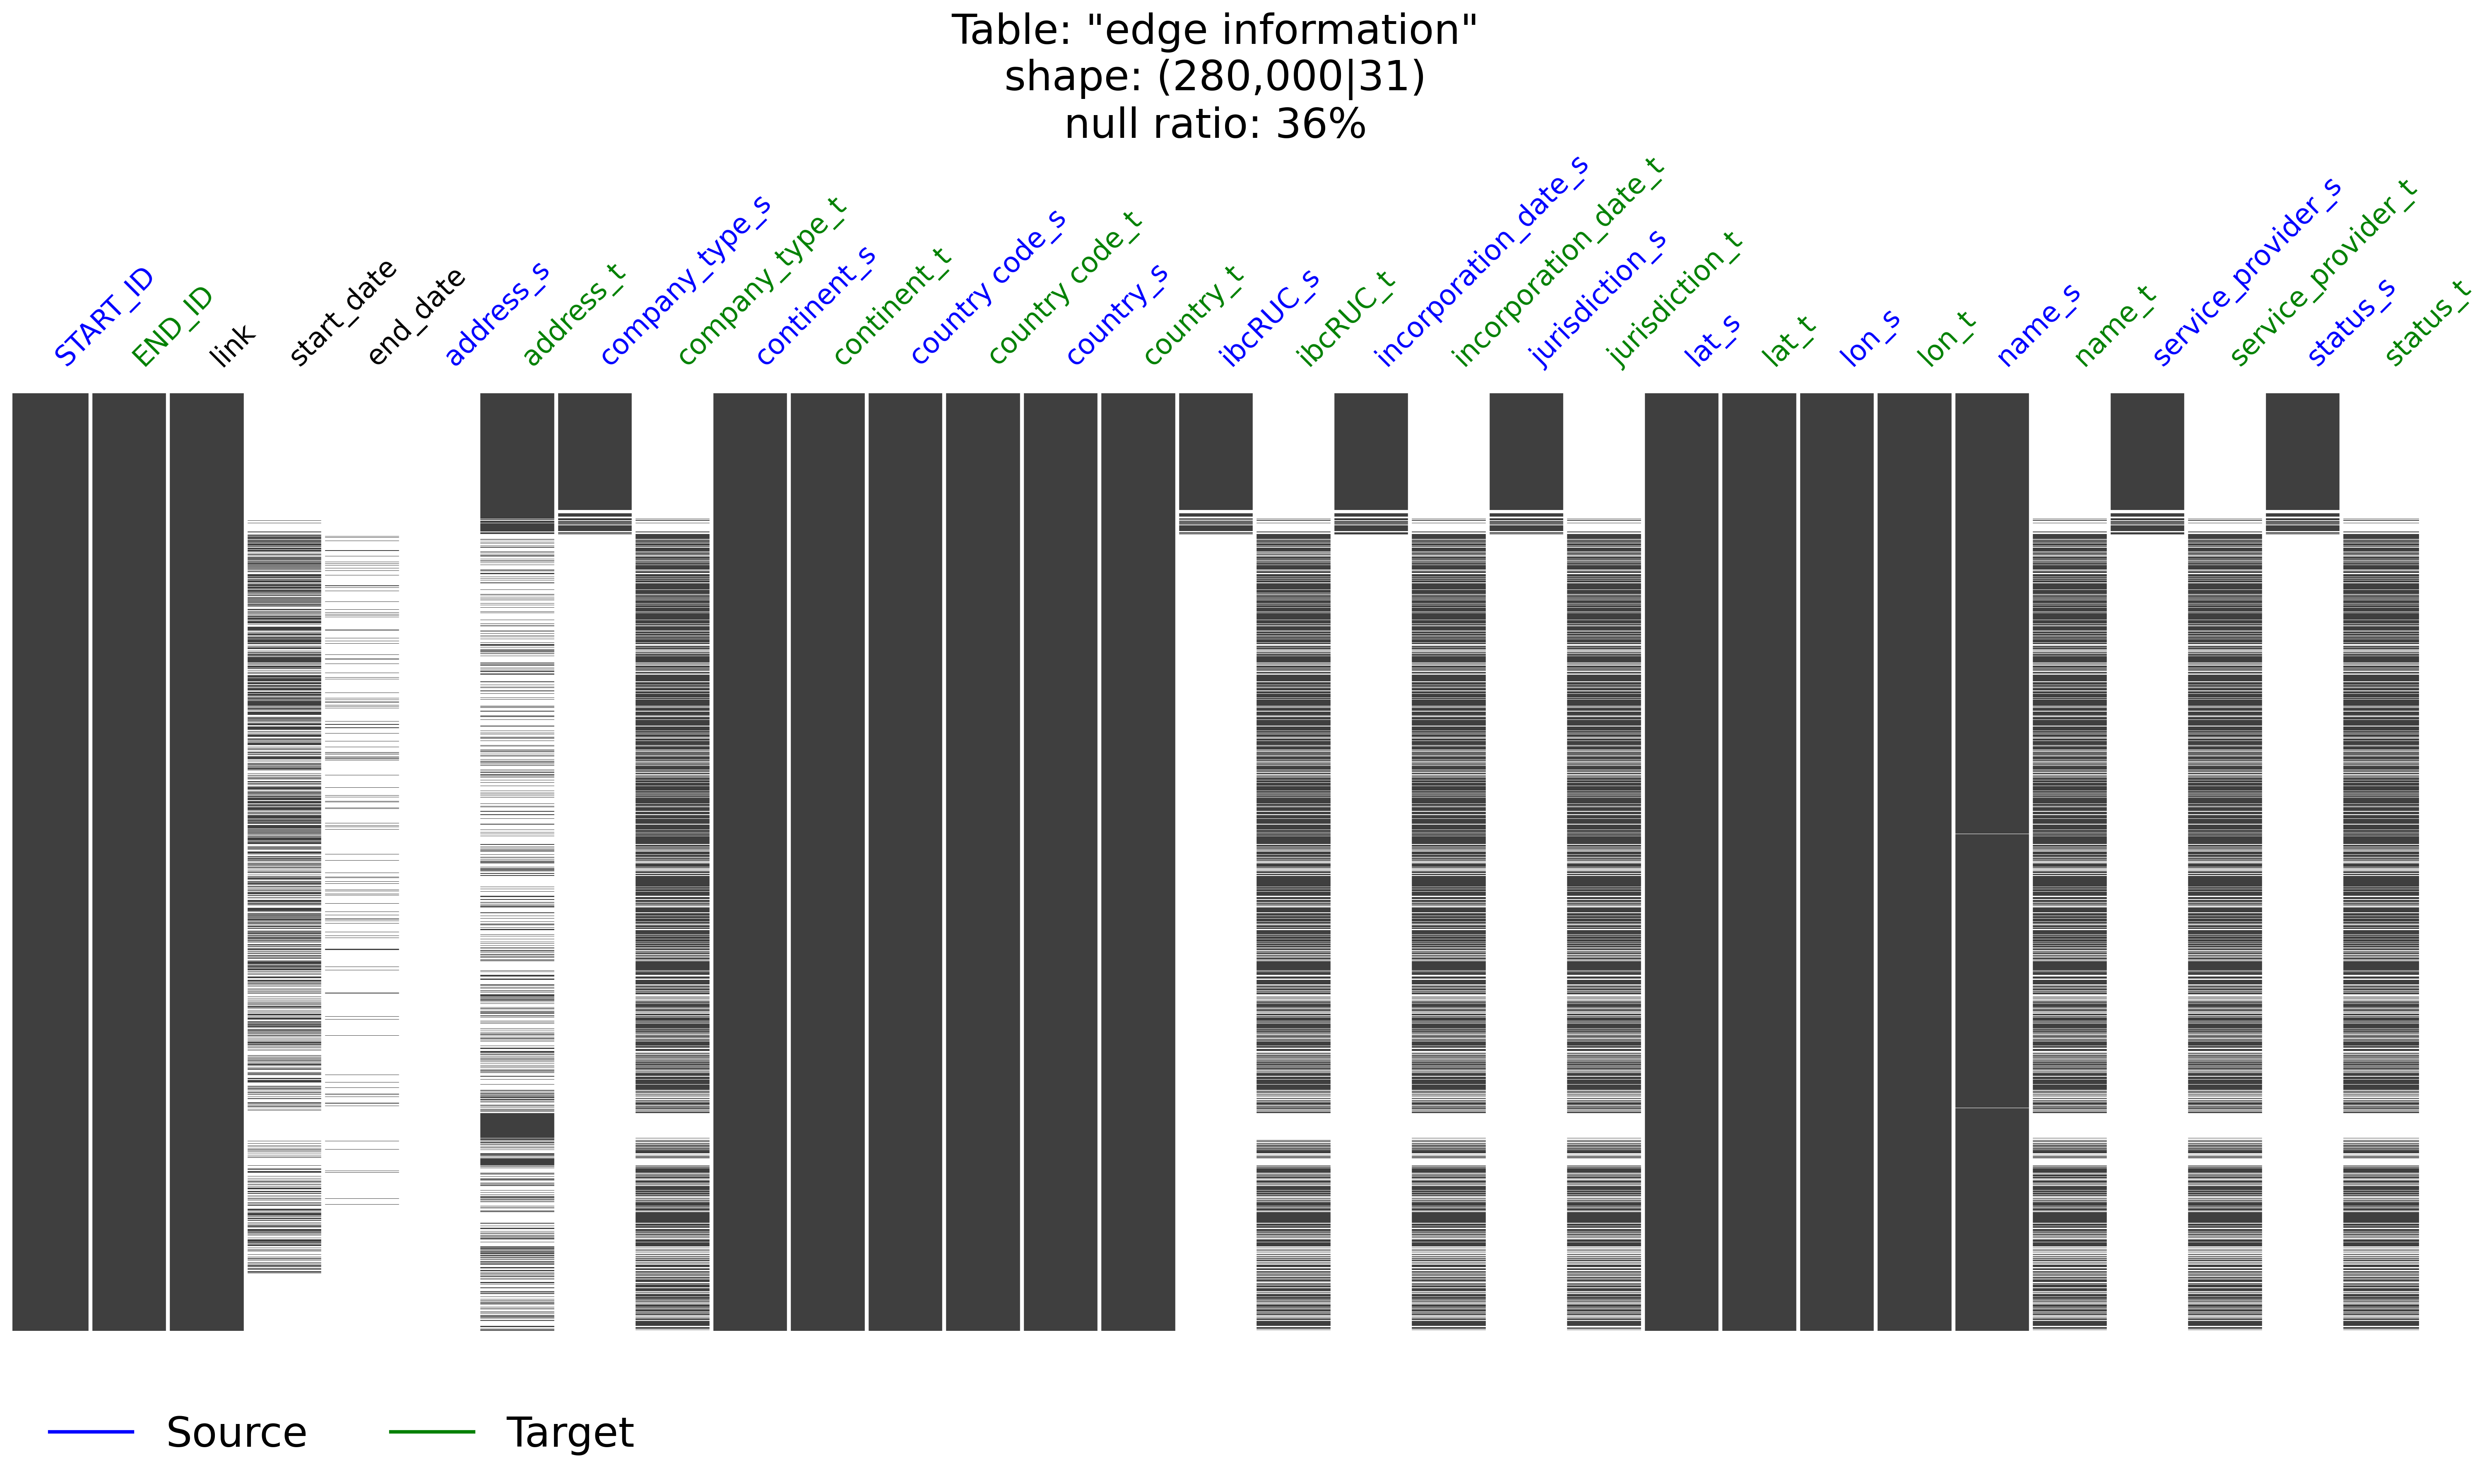 Table: "edge information"
shape: (280,000|31)
null ratio: 36%
START_ID
END_ID
link
start_date
end_date
address_s
address_t
company_type_s
company_type_t
continent_s
continent_t
country code_s
country code_t
country_s
country_t
ibcRUC_s
ibcRUC_t
incorporation_date_s
incorporation_date_t
jurisdiction_s
jurisdiction_t
lat_s
lat_t
lon_s
lon_t
name_s
name_t
service_provider_s
service_provider_t
status_s
status_t
Source
Target